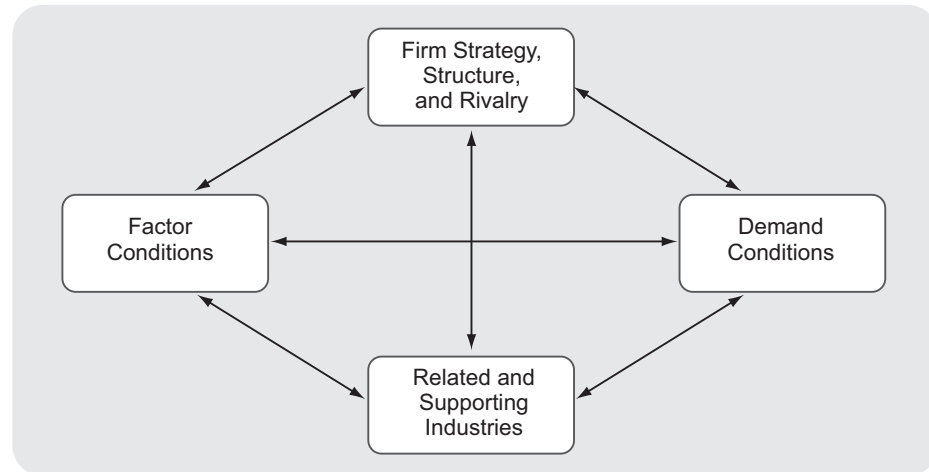 Firm Strategy,
Structure,
and Rivalry
Factor
Conditions
Demand
Conditions
Related and
Supporting
Industries